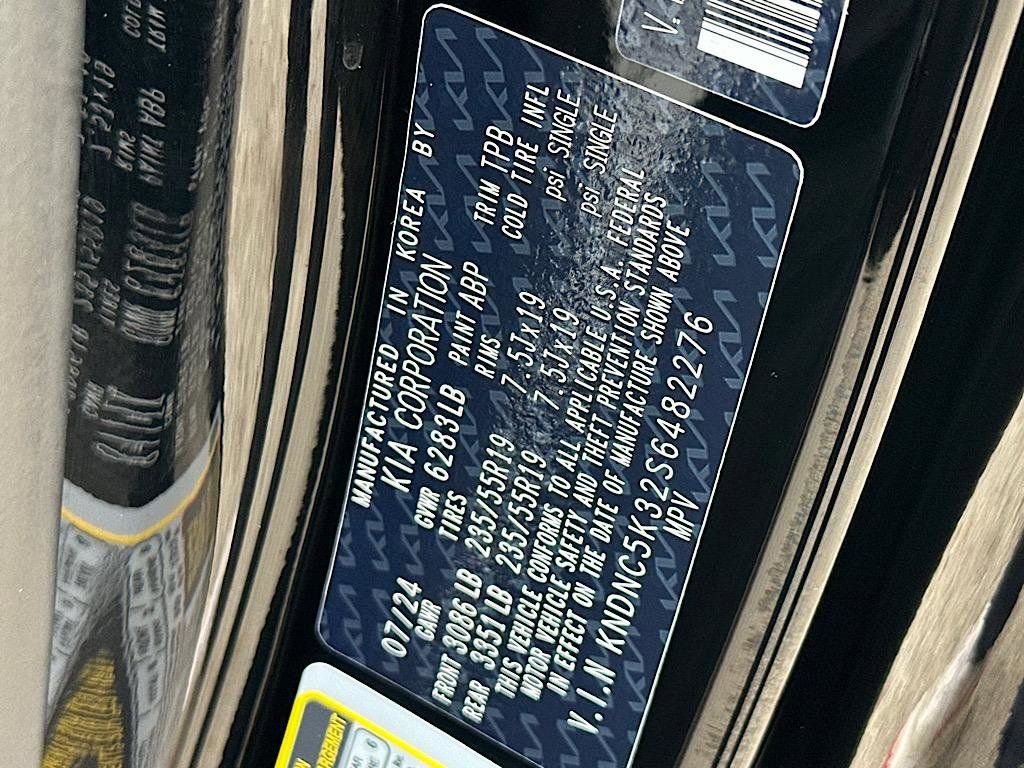 MANUFACTURED IN KOREA BY
KIA CORPORATION
07/24 GVWR 6283LB PAINT ABP TRIM TPB
GAWR TIRES RIMS COLD TIRE INFL
FRONT 3086 LB 235/55R19 7.5Jx19 psi SINGLE
REAR 3351 LB 235/55R19 7.5Jx19 psi SINGLE
THIS VEHICLE CONFORMS TO ALL APPLICABLE U.S.A. FEDERAL
MOTOR VEHICLE SAFETY AND THEFT PREVENTION STANDARDS
IN EFFECT ON THE DATE OF MANUFACTURE SHOWN ABOVE
V.I.N KNDNC5K32S6482276
MPV